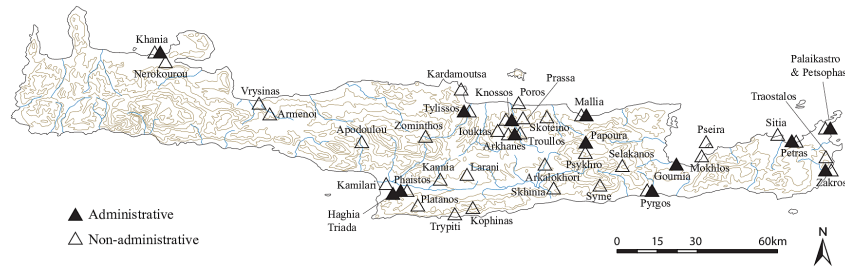 Khania
Nerokourou
Vrysinas
Armenoi
Kardamoutsa
Knossos
Poros
Prassa
Mallia
Tylissos
Iouktas
Skoteino
Arkhanes
Troullos
Papoura
Apodoulou
Zominthos
Psykhro
Selakanos
Pseira
Mokhlos
Gournia
Sitia
Petras
Traostalos
Palaikastro
& Petsophas
Zakros
Kannia
Larani
Arkalokhori
Kamilari
Phaistos
Haghia
Triada
Platanos
Trypiti
Kophinas
Skhinia
Syme
Pyrgos
Administrative
Non-administrative
0 15 30 60km
N